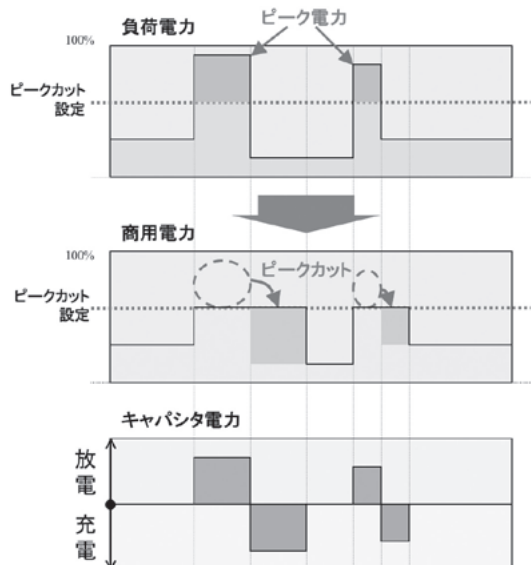 負荷電力
ピーク電力
100%
ピークカット
設定
商用電力
100%
ピークカット
ピークカット
設定
キャパシタ電力
放電
充電